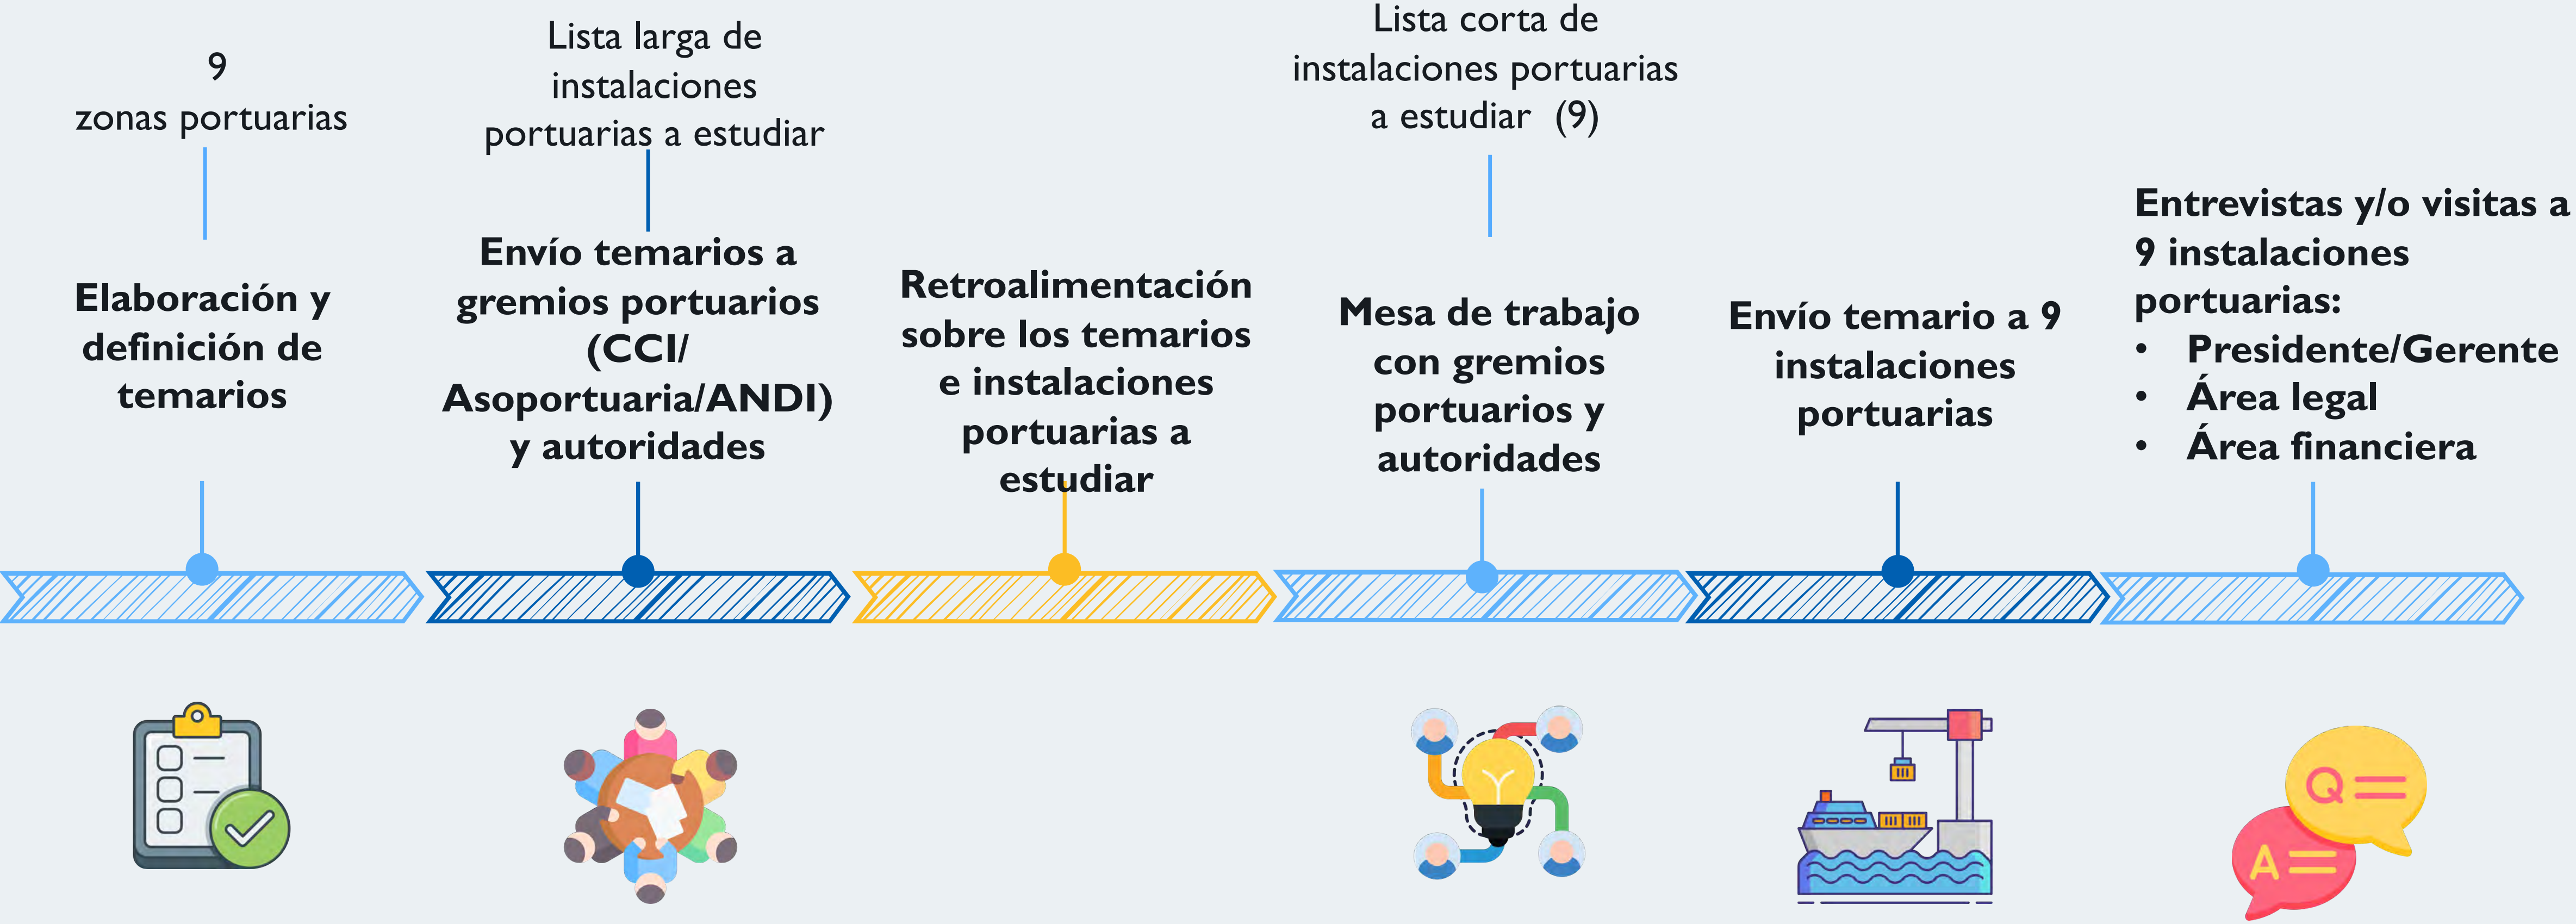 9
zonas portuarias
Elaboración y
definición de
temarios
Lista larga de
instalaciones
portuarias a estudiar
Envío temarios a
gremios portuarios
(CCI/
Asoportuaria/ANDI)
y autoridades
Retroalimentación
sobre los temarios
e instalaciones
portuarias a
estudiar
Lista corta de
instalaciones portuarias
a estudiar (9)
Mesa de trabajo
con gremios
portuarios y
autoridades
Envío temario a 9
instalaciones
portuarias
Entrevistas y/o visitas a
9 instalaciones
portuarias:
• Presidente/Gerente
• Área legal
• Área financiera
Q
A